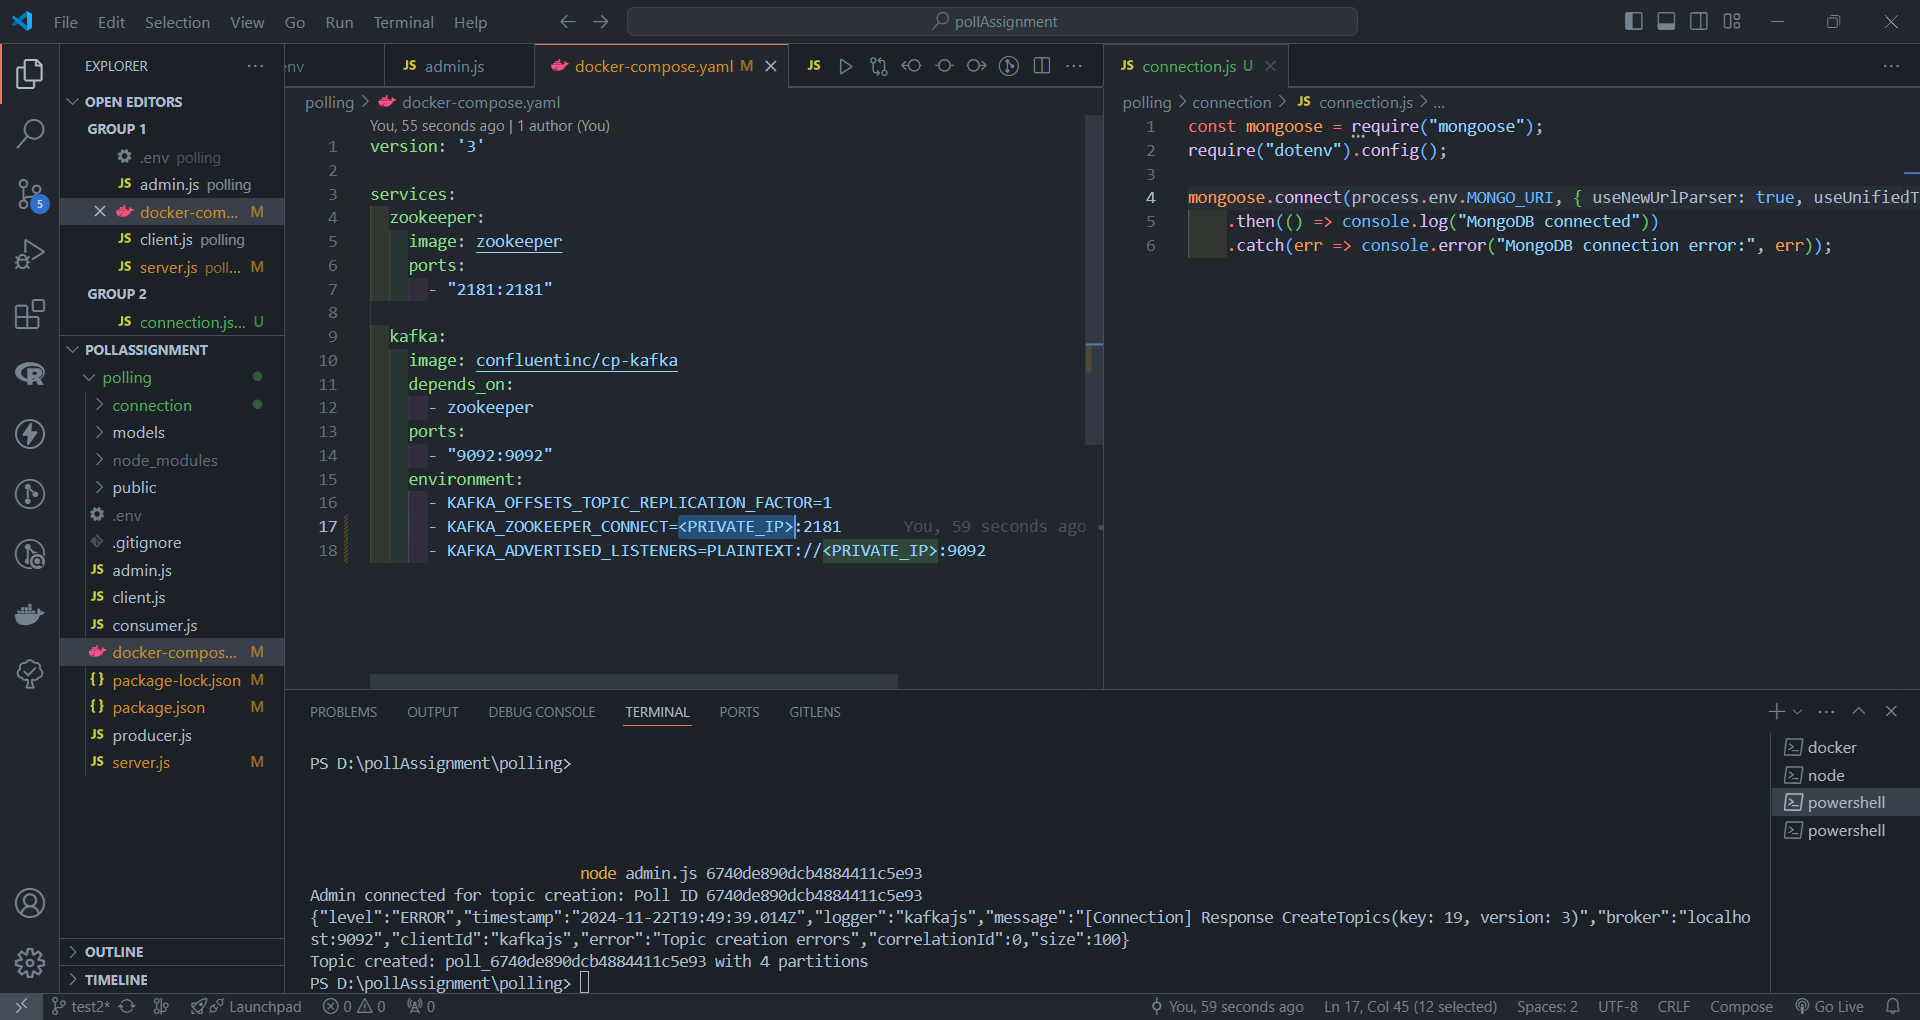 File Edit Selection View Go Run Terminal Help
pollAssignment
EXPLORER
OPEN EDITORS
GROUP 1
.env polling
admin.js polling
docker-com... M
client.js polling
server.js poll... M
GROUP 2
connection.js... U
POLLASSIGNMENT
polling
connection
models
node_modules
public
.env
.gitignore
JS admin.js
JS client.js
JS consumer.js
docker-compos... M
{} package-lock.json M
{} package.json M
JS producer.js
JS server.js M
OUTLINE
TIMELINE
env
JS admin.js
docker-compose.yaml M
JS
polling > docker-compose.yaml
You, 55 seconds ago | 1 author (You)
1 version: '3'
2
3 services:
4 zookeeper:
5 image: zookeeper
6 ports:
7 - "2181:2181"
8
9 kafka:
10 image: confluentinc/cp-kafka
11 depends_on:
12 - zookeeper
13 ports:
14 - "9092:9092"
15 environment:
16 - KAFKA_OFFSETS_TOPIC_REPLICATION_FACTOR=1
17 - KAFKA_ZOOKEEPER_CONNECT=<PRIVATE_IP>:2181 You, 59 seconds ago •
18 - KAFKA_ADVERTISED_LISTENERS=PLAINTEXT://<PRIVATE_IP>:9092
JS connection.js U
polling > connection > JS connection.js > ...
1 const mongoose = require("mongoose");
2 require("dotenv").config();
3
4 mongoose.connect(process.env.MONGO_URI, { useNewUrlParser: true, useUnifiedT
5 .then(() => console.log("MongoDB connected"))
6 .catch(err => console.error("MongoDB connection error:", err));
PROBLEMS OUTPUT DEBUG CONSOLE TERMINAL PORTS GITLENS
PS D:\pollAssignment\polling>
node admin.js 6740de890dcb4884411c5e93
Admin connected for topic creation: Poll ID 6740de890dcb4884411c5e93
{"level":"ERROR","timestamp":"2024-11-22T19:49:39.014Z","logger":"kafkajs","message":"[Connection] Response CreateTopics(key: 19, version: 3)","broker":"localho
st:9092","clientId":"kafkajs","error":"Topic creation errors","correlationId":0,"size":100}
Topic created: poll_6740de890dcb4884411c5e93 with 4 partitions
PS D:\pollAssignment\polling>
docker
node
powershell
powershell
5
test2* Launchpad 0 0 0
You, 59 seconds ago Ln 17, Col 45 (12 selected) Spaces: 2 UTF-8 CRLF Compose Go Live